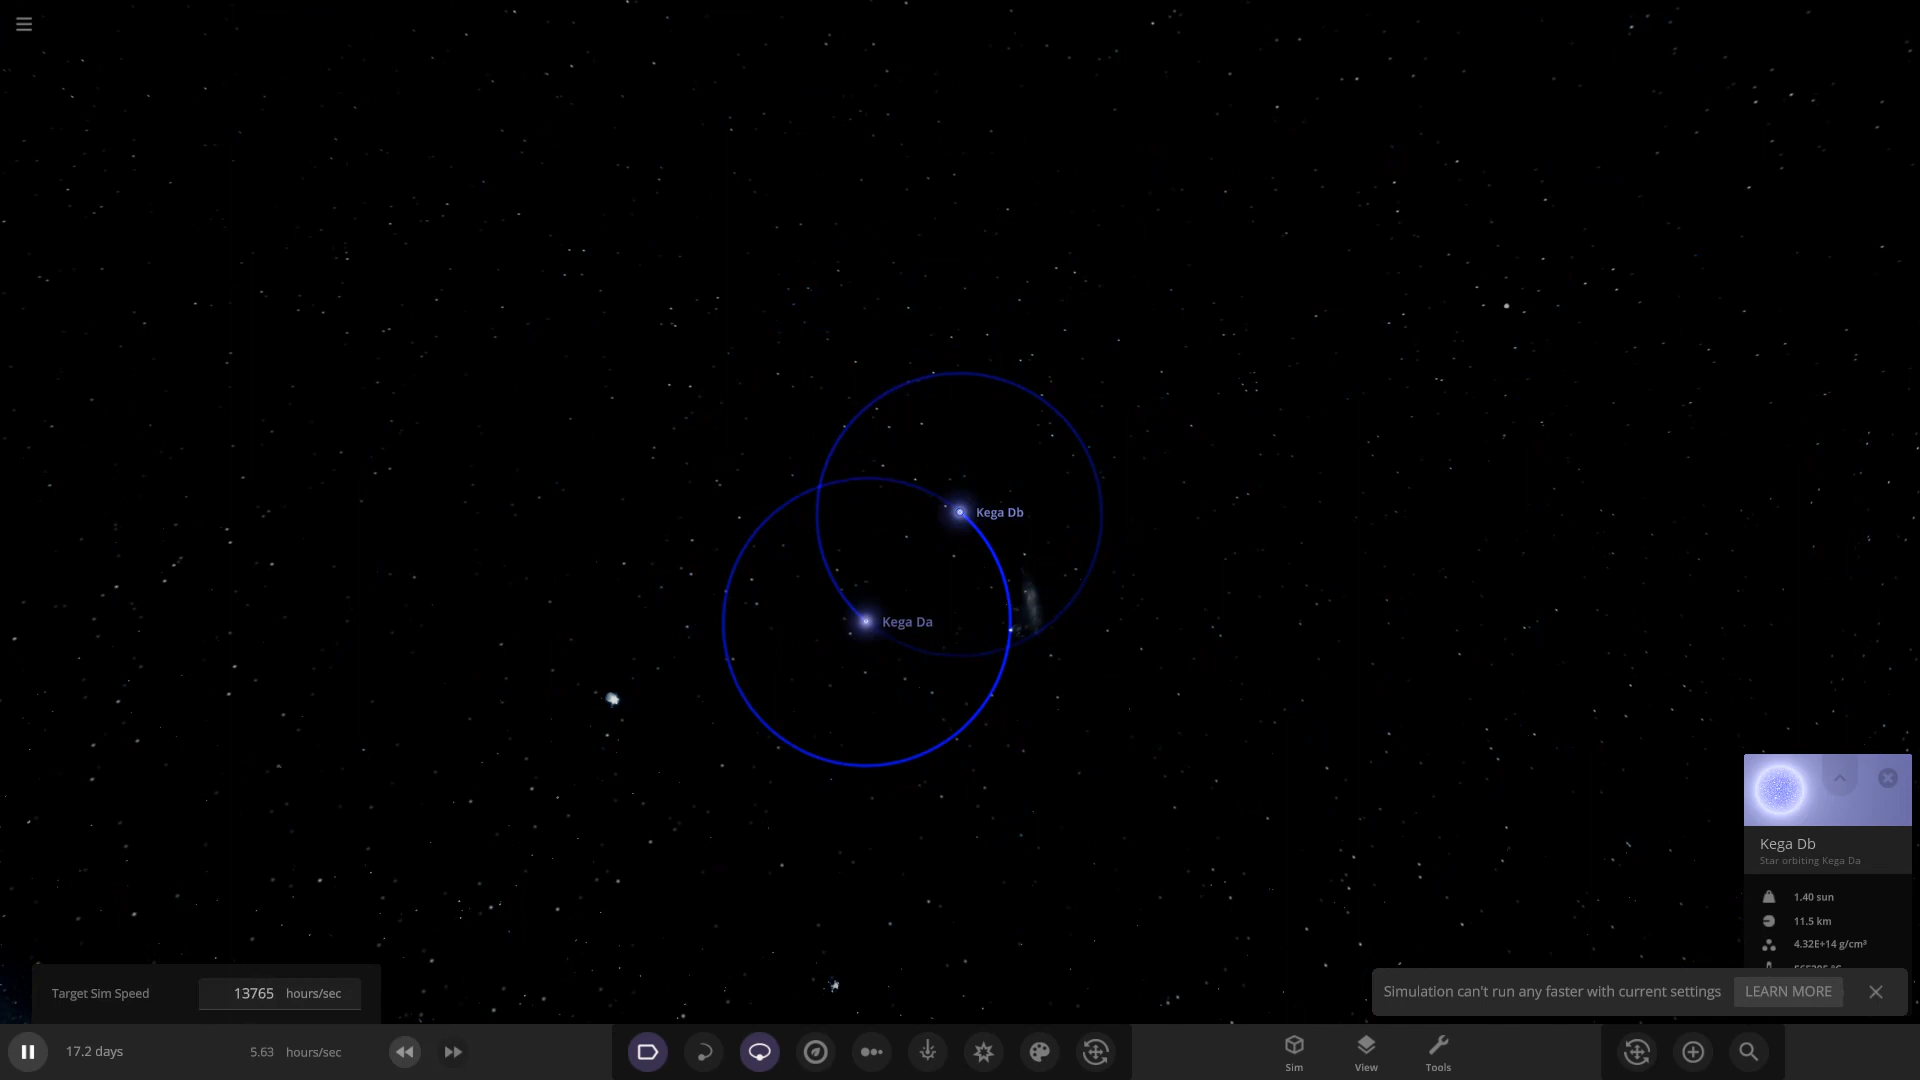 Kega Db
Kega Da
Kega Db
Star orbiting Kega Da
1.40 sun
11.5 km
4.32E+14 g/cm³
Target Sim Speed 13765 hours/sec
Simulation can't run any faster with current settings LEARN MORE
17.2 days 5.63 hours/sec
Sim View Tools